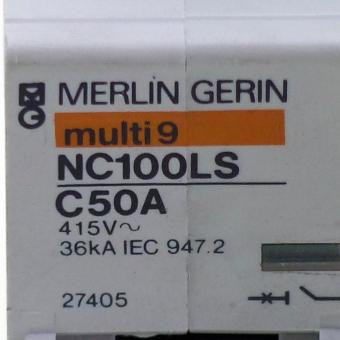 MERLIN GERIN
multi 9
NC100LS
C50A
415V~
36kA IEC 947.2
27405